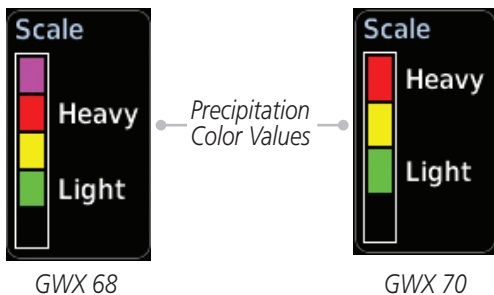 Scale
Heavy
Light
Precipitation
Color Values
Scale
Heavy
Light
GWX 68
GWX 70